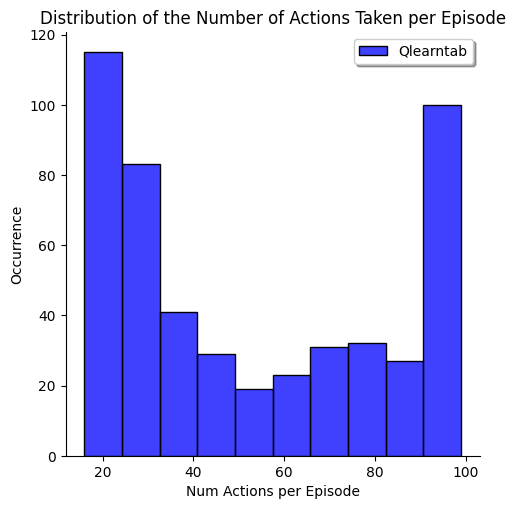 Distribution of the Number of Actions Taken per Episode
Qlearntab
120
100
80
60
40
20
0
Occurrence
20 40 60 80 100
Num Actions per Episode